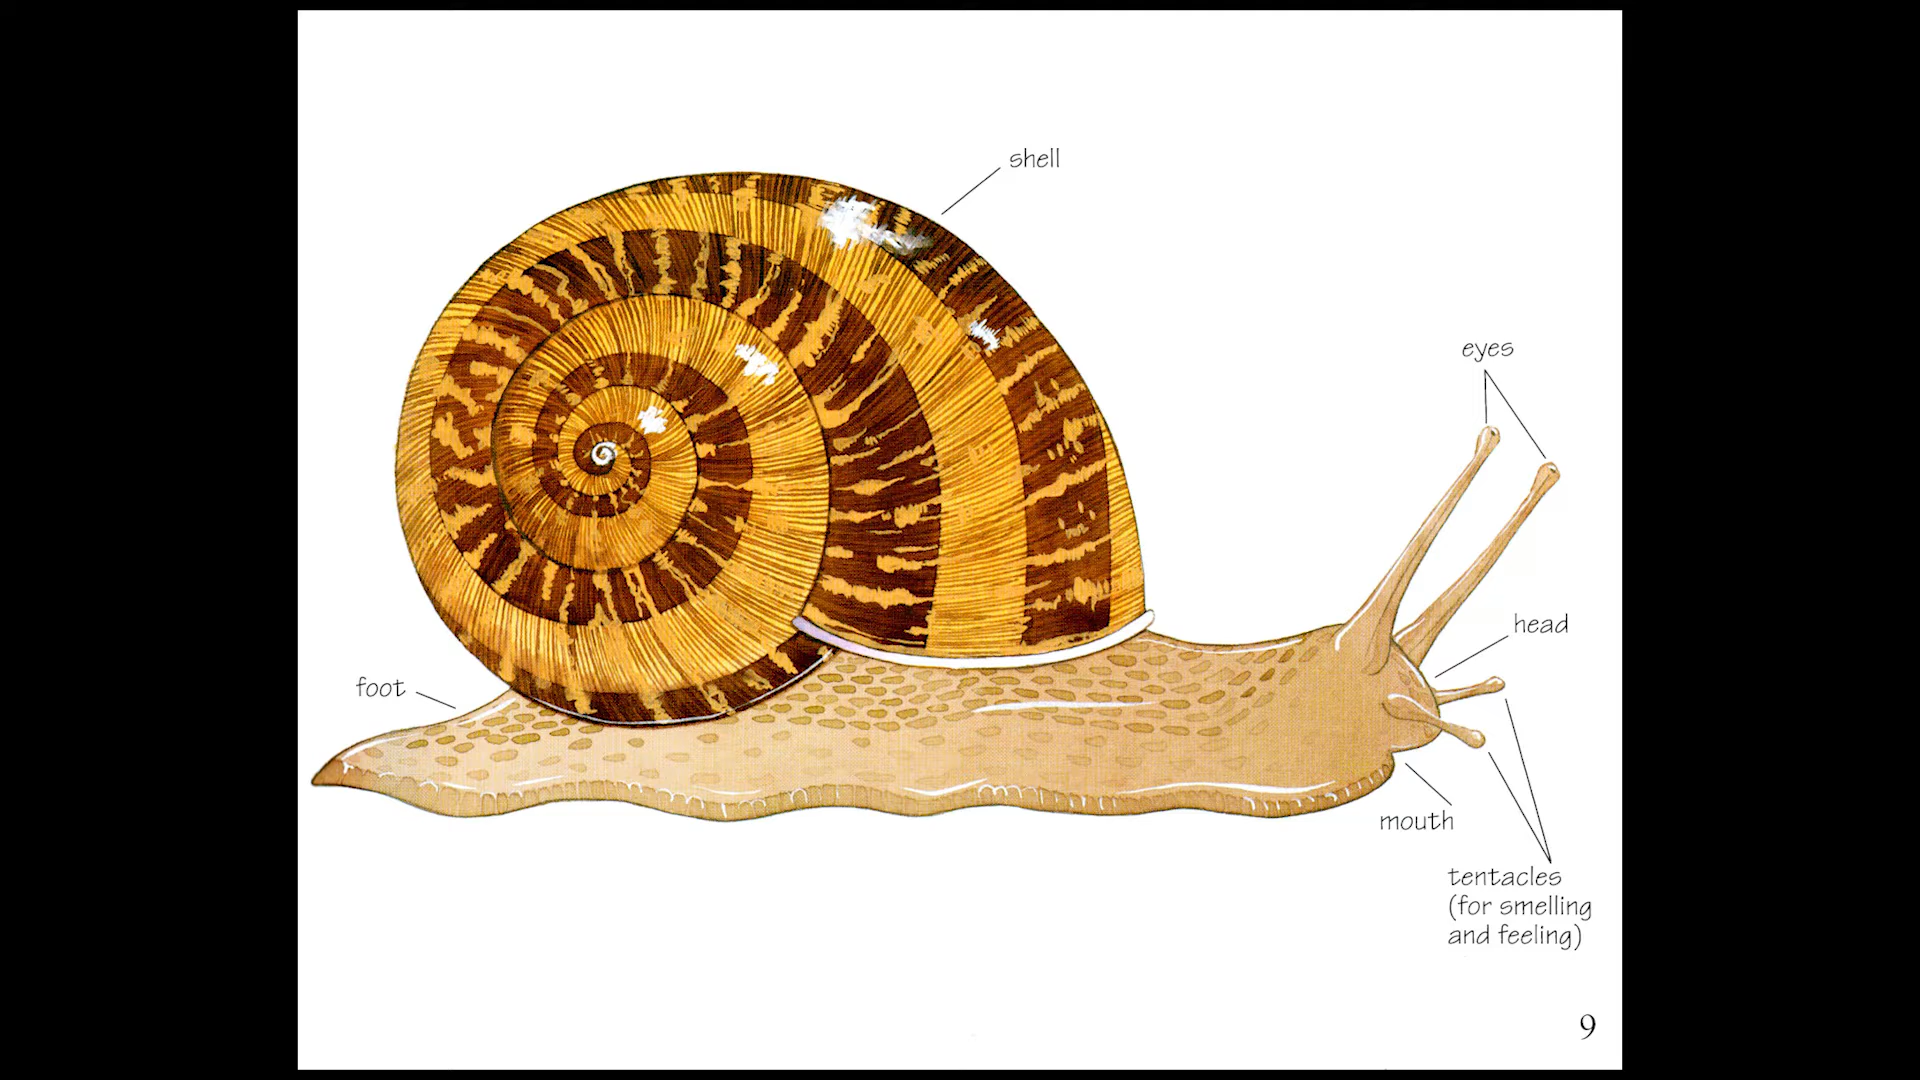 shell
eyes
head
foot
mouth
tentacles
(for smelling
and feeling)
9